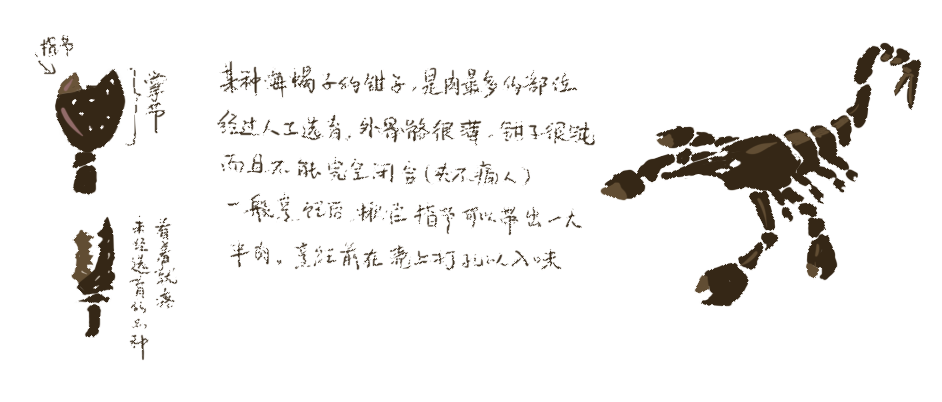 指节
掌节
某种海蝎子的钳子,是肉最多的部位
经过人工选育,外骨骼很薄,钳子很钝
而且不能完全闭合(夹不痛人)
一般烹饪后,掀掉指节可以带出一大
半肉。烹饪前在壳上打孔以入味
看着就疼
未经选育的品种